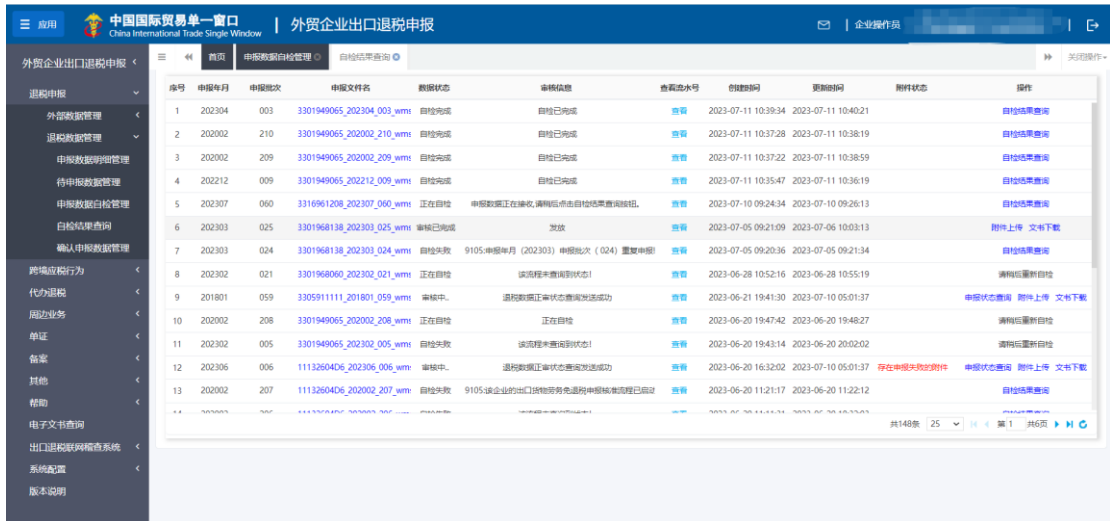 应用
中国国际贸易单一窗口
China International Trade Single Window
外贸企业出口退税申报
企业操作员
外贸企业出口退税申报
首页 申报数据自检管理 自检结果查询 关闭操作
退税申报
外部数据管理
退税数据管理
申报数据明细管理
待申报数据管理
申报数据自检管理
自检结果查询
确认申报数据管理
跨境应税行为
代办退税
周边业务
单证
备案
其他
帮助
电子文书查询
出口退税联网稽查系统
系统配置
版本说明
序号 申报年月 申报批次 申报文件名 数据状态 审核信息 查看流水号 创建时间 更新时间 附件状态 操作
1 202304 003 3301949065_202304_003_wms 自检完成 自检已完成 查看 2023-07-11 10:39:34 2023-07-11 10:40:21 自检结果查询
2 202002 210 3301949065_202002_210_wms 自检完成 自检已完成 查看 2023-07-11 10:37:28 2023-07-11 10:38:19 自检结果查询
3 202002 209 3301949065_202002_209_wms 自检完成 自检已完成 查看 2023-07-11 10:37:22 2023-07-11 10:38:59 自检结果查询
4 202212 009 3301949065_202212_009_wms 自检完成 自检已完成 查看 2023-07-11 10:35:47 2023-07-11 10:36:19 自检结果查询
5 202307 060 3316961208_202307_060_wms 正在自检 申报数据正在接收,请稍后点击自检结果查询按钮。 查看 2023-07-10 09:24:34 2023-07-10 09:26:13 自检结果查询
6 202303 025 3301968138_202303_025_wms 审核已完成 发放 查看 2023-07-05 09:21:09 2023-07-06 10:03:13 附件上传 文书下载
7 202303 024 3301968138_202303_024_wms 自检失败 9105:申报年月（202303）申报批次（024）重复申报! 查看 2023-07-05 09:20:36 2023-07-05 09:21:34 自检结果查询
8 202302 021 3301968060_202302_021_wms 正在自检 该流程未查询到状态! 查看 2023-06-28 10:52:16 2023-06-28 10:55:19 请稍后重新自检
9 201801 059 3305911111_201801_059_wms 审核中.. 退税数据正审状态查询发送成功 查看 2023-06-21 19:41:30 2023-07-10 05:01:37 申报状态查询 附件上传 文书下载
10 202002 208 3301949065_202002_208_wms 正在自检 正在自检 查看 2023-06-20 19:47:42 2023-06-20 19:48:27 请稍后重新自检
11 202302 005 3301949065_202302_005_wms 自检失败 该流程未查询到状态! 查看 2023-06-20 19:43:14 2023-06-20 20:02:02 请稍后重新自检
12 202306 006 11132604D6_202306_006_wms 审核中.. 退税数据正审状态查询发送成功 查看 2023-06-20 16:32:02 2023-07-10 05:01:37 存在申报失败的附件 申报状态查询 附件上传 文书下载
13 202002 207 11132604D6_202002_207_wms 自检失败 9105:该企业的出口货物劳务免退税申报核准流程已启动 查看 2023-06-20 11:21:17 2023-06-20 11:22:12 自检结果查询
共148条 25 第 1 共6页